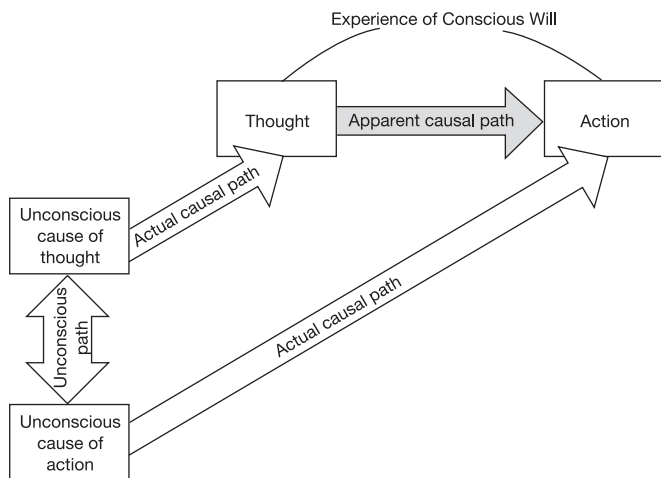 Experience of Conscious Will
Thought
Apparent causal path
Action
Actual causal path
Unconscious
cause of
thought
Unconscious
path
Actual causal path
Unconscious
cause of
action